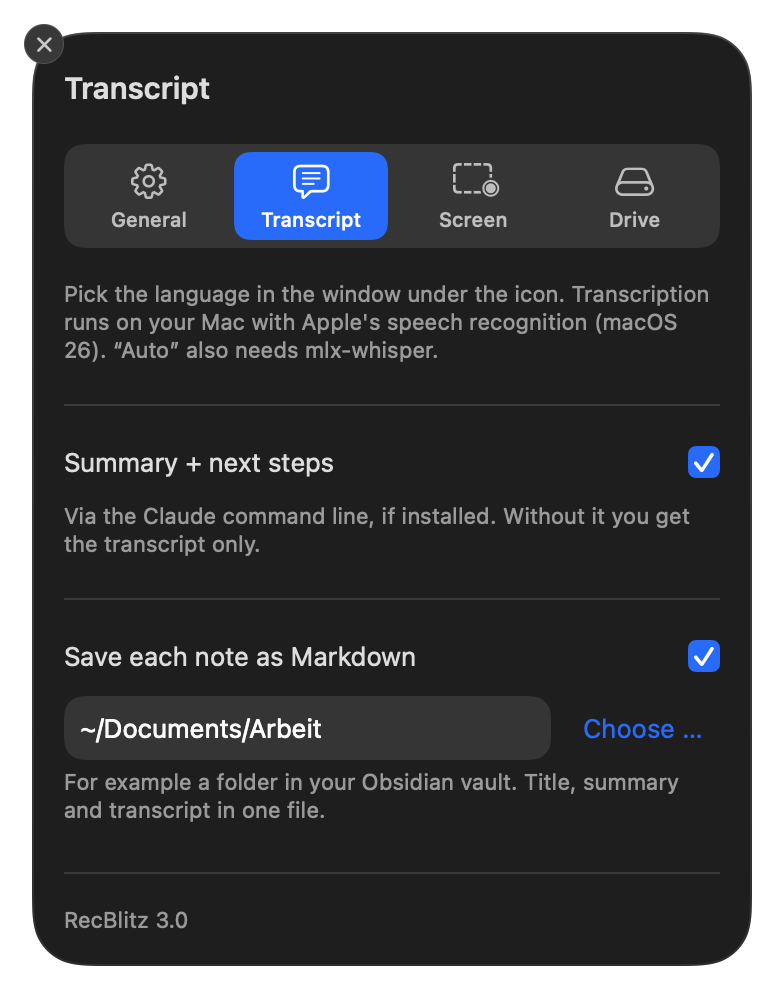 Transcript
General
Transcript
Screen
Drive
Pick the language in the window under the icon. Transcription
runs on your Mac with Apple's speech recognition (macOS
26). “Auto” also needs mlx-whisper.
Summary + next steps
Via the Claude command line, if installed. Without it you get
the transcript only.
Save each note as Markdown
~/Documents/Arbeit
Choose ...
For example a folder in your Obsidian vault. Title, summary
and transcript in one file.
RecBlitz 3.0